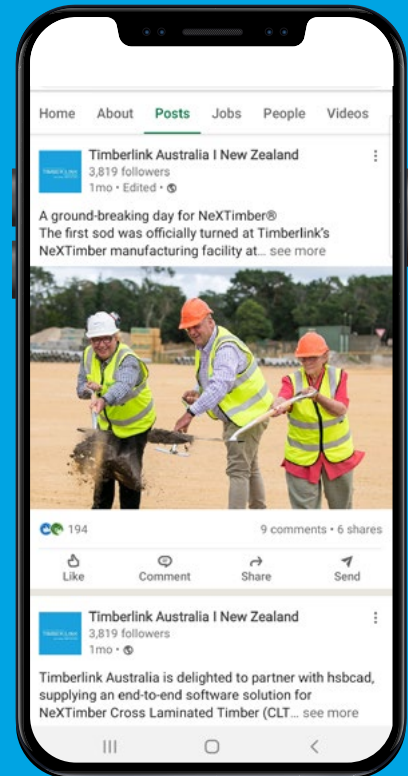 Home About Posts Jobs People Videos
Timberlink Australia I New Zealand
3,819 followers
1mo • Edited •
A ground-breaking day for NeXTimber®
The first sod was officially turned at Timberlink's
NeXTimber manufacturing facility at... see more
194
9 comments • 6 shares
Like Comment Share Send
Timberlink Australia I New Zealand
3,819 followers
1mo •
Timberlink Australia is delighted to partner with hsbcad,
supplying an end-to-end software solution for
NeXTimber Cross Laminated Timber (CLT... see more